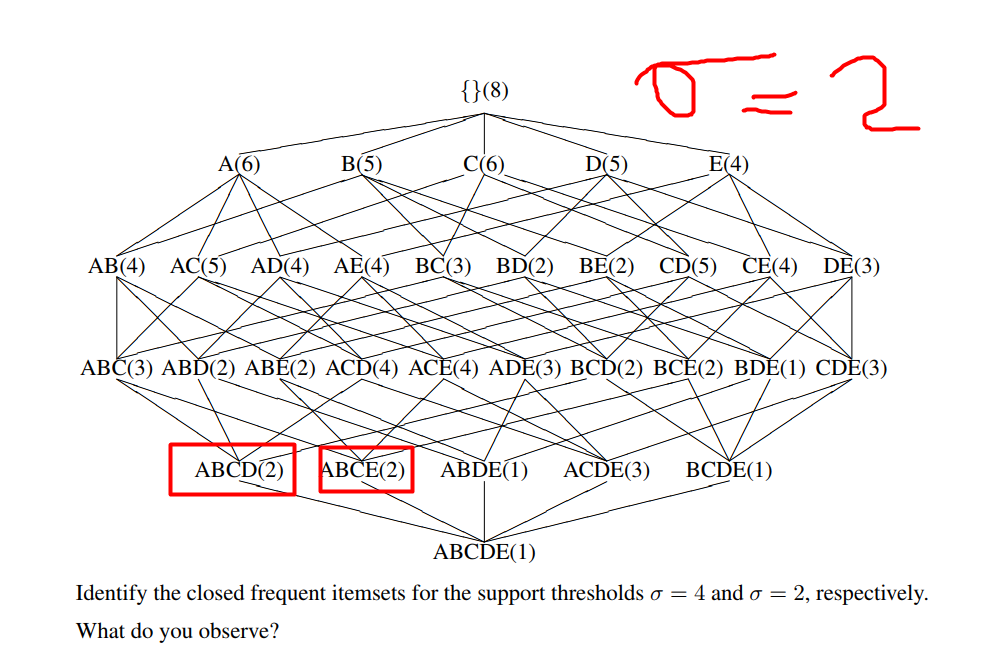 σ = 2
{}(8)
A(6) B(5) C(6) D(5) E(4)
AB(4) AC(5) AD(4) AE(4) BC(3) BD(2) BE(2) CD(5) CE(4) DE(3)
ABC(3) ABD(2) ABE(2) ACD(4) ACE(4) ADE(3) BCD(2) BCE(2) BDE(1) CDE(3)
ABCD(2) ABCE(2) ABDE(1) ACDE(3) BCDE(1)
ABCDE(1)
Identify the closed frequent itemsets for the support thresholds σ = 4 and σ = 2, respectively.
What do you observe?